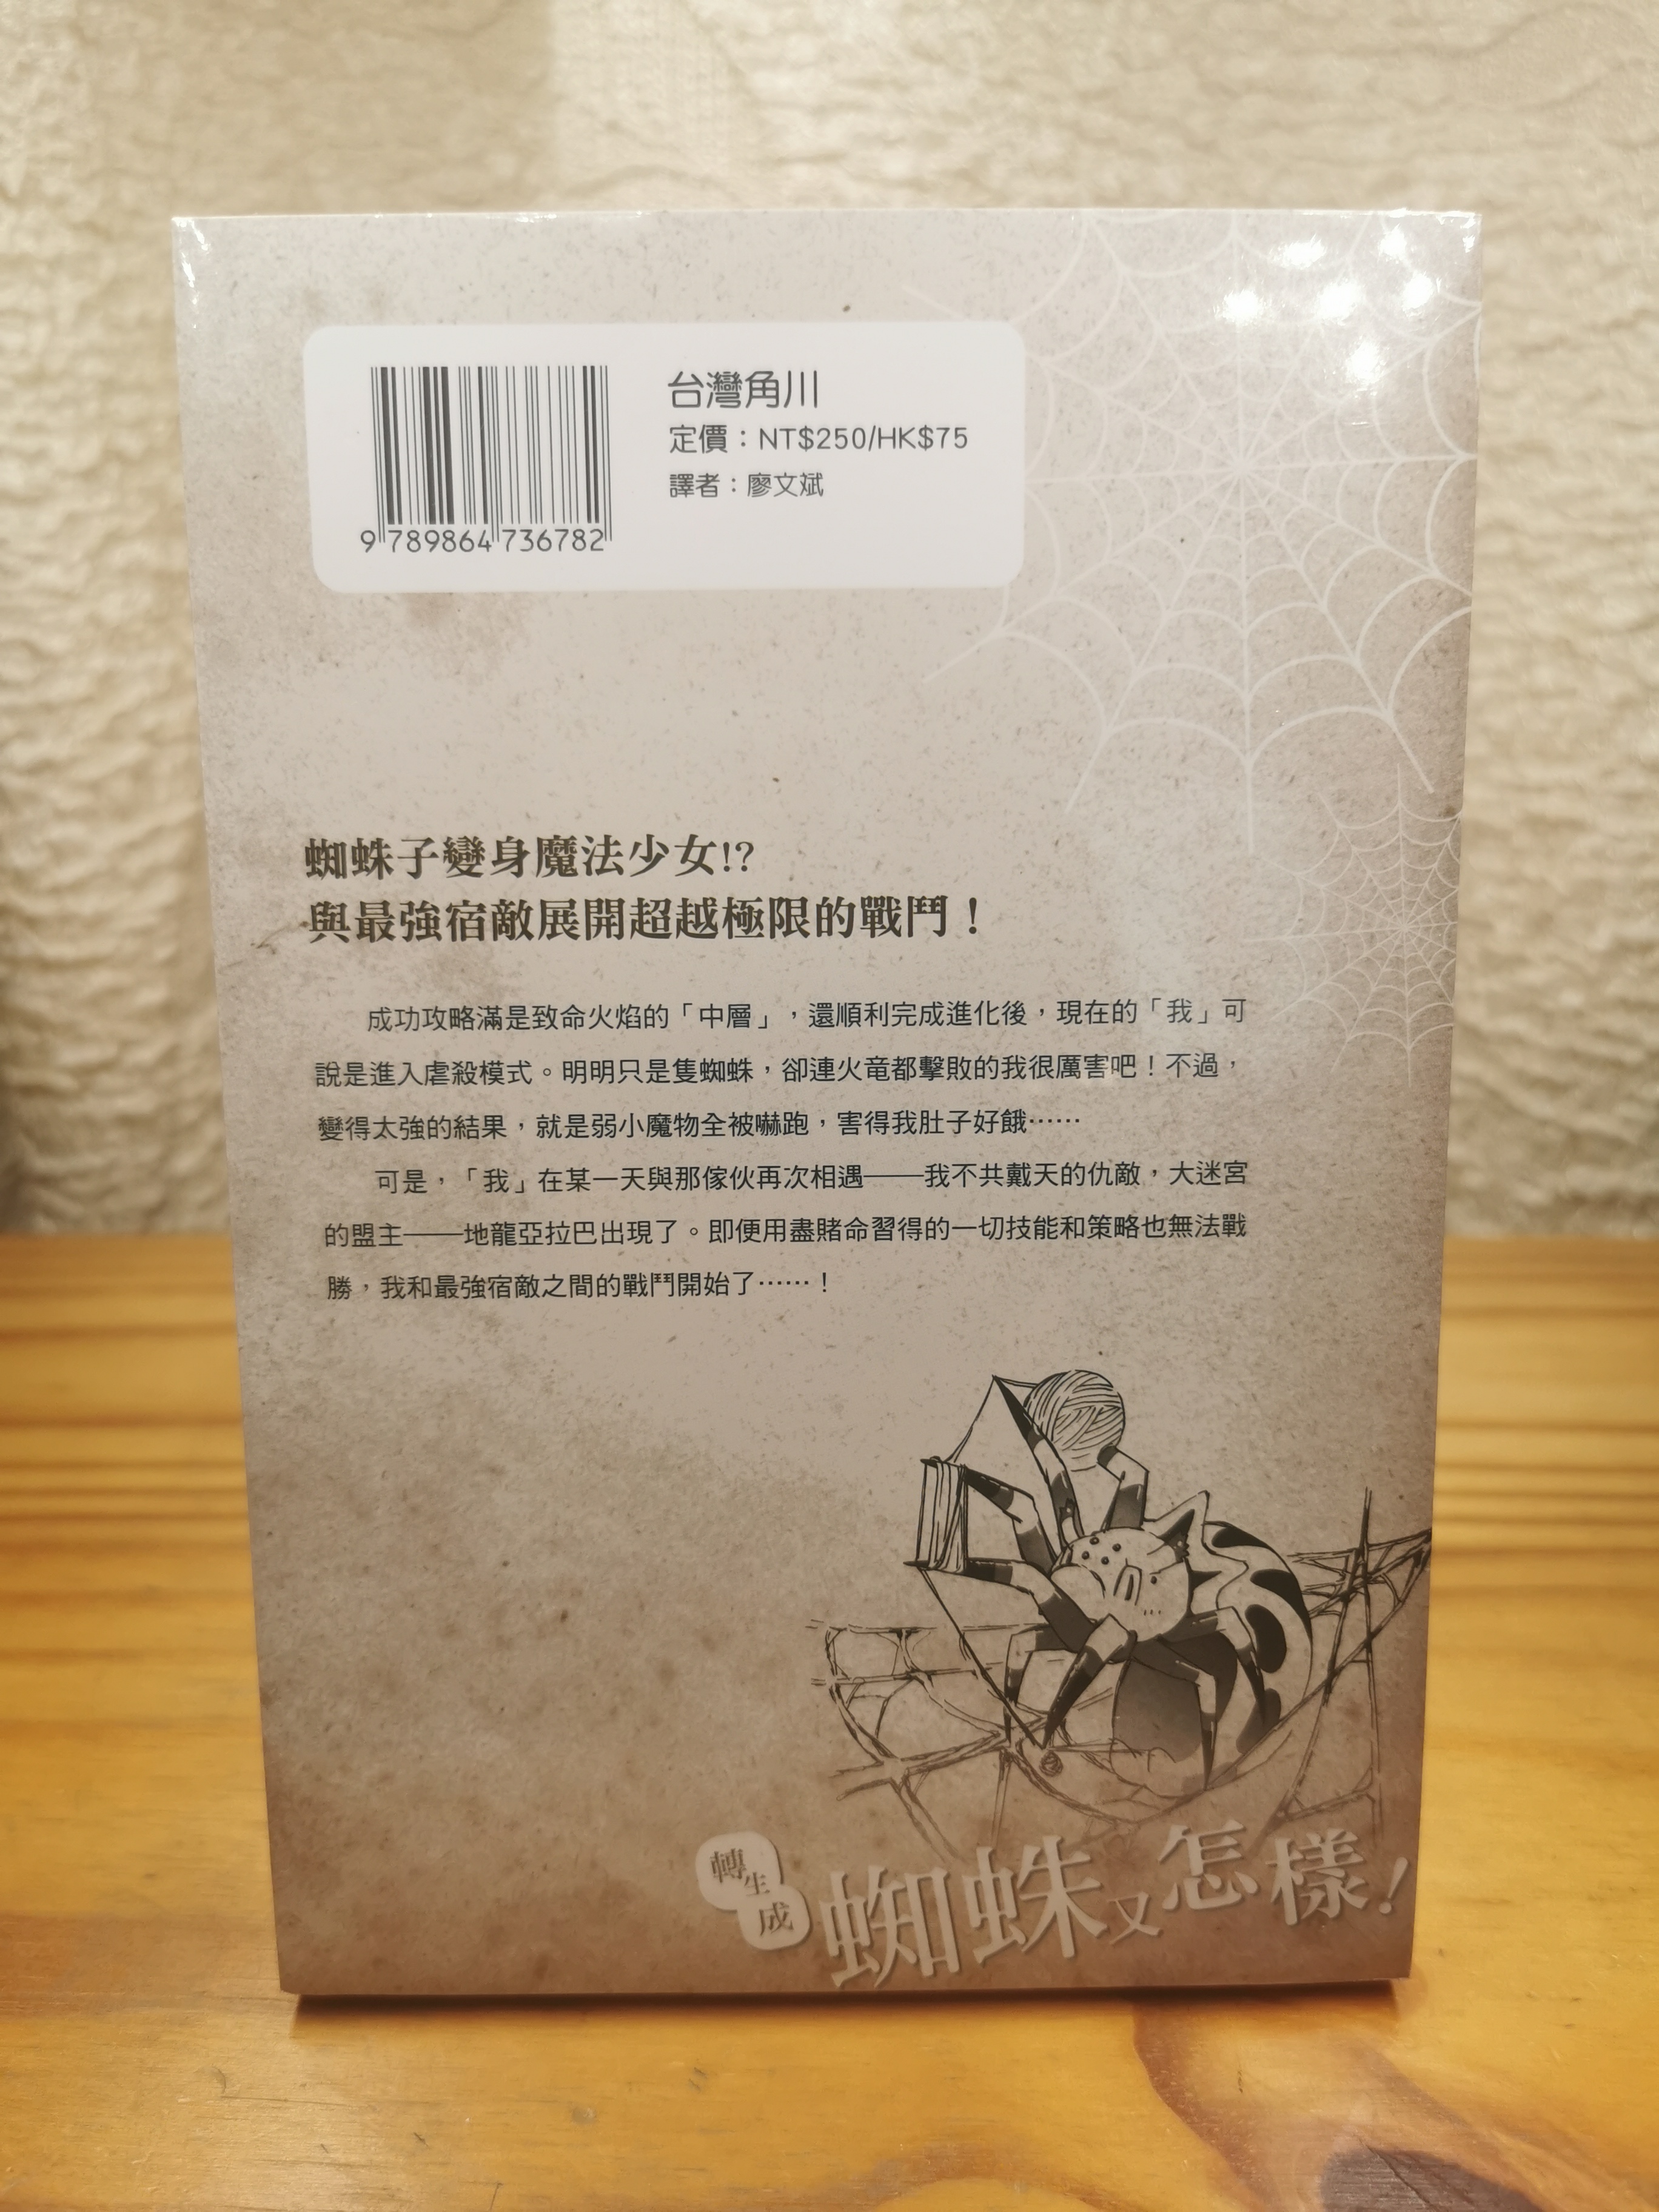 台灣角川
定價：NT$250/HK$75
譯者：廖文斌
9 789864 736782
蜘蛛子變身魔法少女!?
與最強宿敵展開超越極限的戰鬥！
成功攻略滿是致命火焰的「中層」，還順利完成進化後，現在的「我」可
說是進入虐殺模式。明明只是隻蜘蛛，卻連火竜都擊敗的我很厲害吧！不過，
變得太強的結果，就是弱小魔物全被嚇跑，害得我肚子好餓……
可是，「我」在某一天與那傢伙再次相遇——我不共戴天的仇敵，大迷宮
的盟主——地龍亞拉巴出現了。即便用盡賭命習得的一切技能和策略也無法戰
勝，我和最強宿敵之間的戰鬥開始了……！
轉生成
蜘蛛又怎樣！